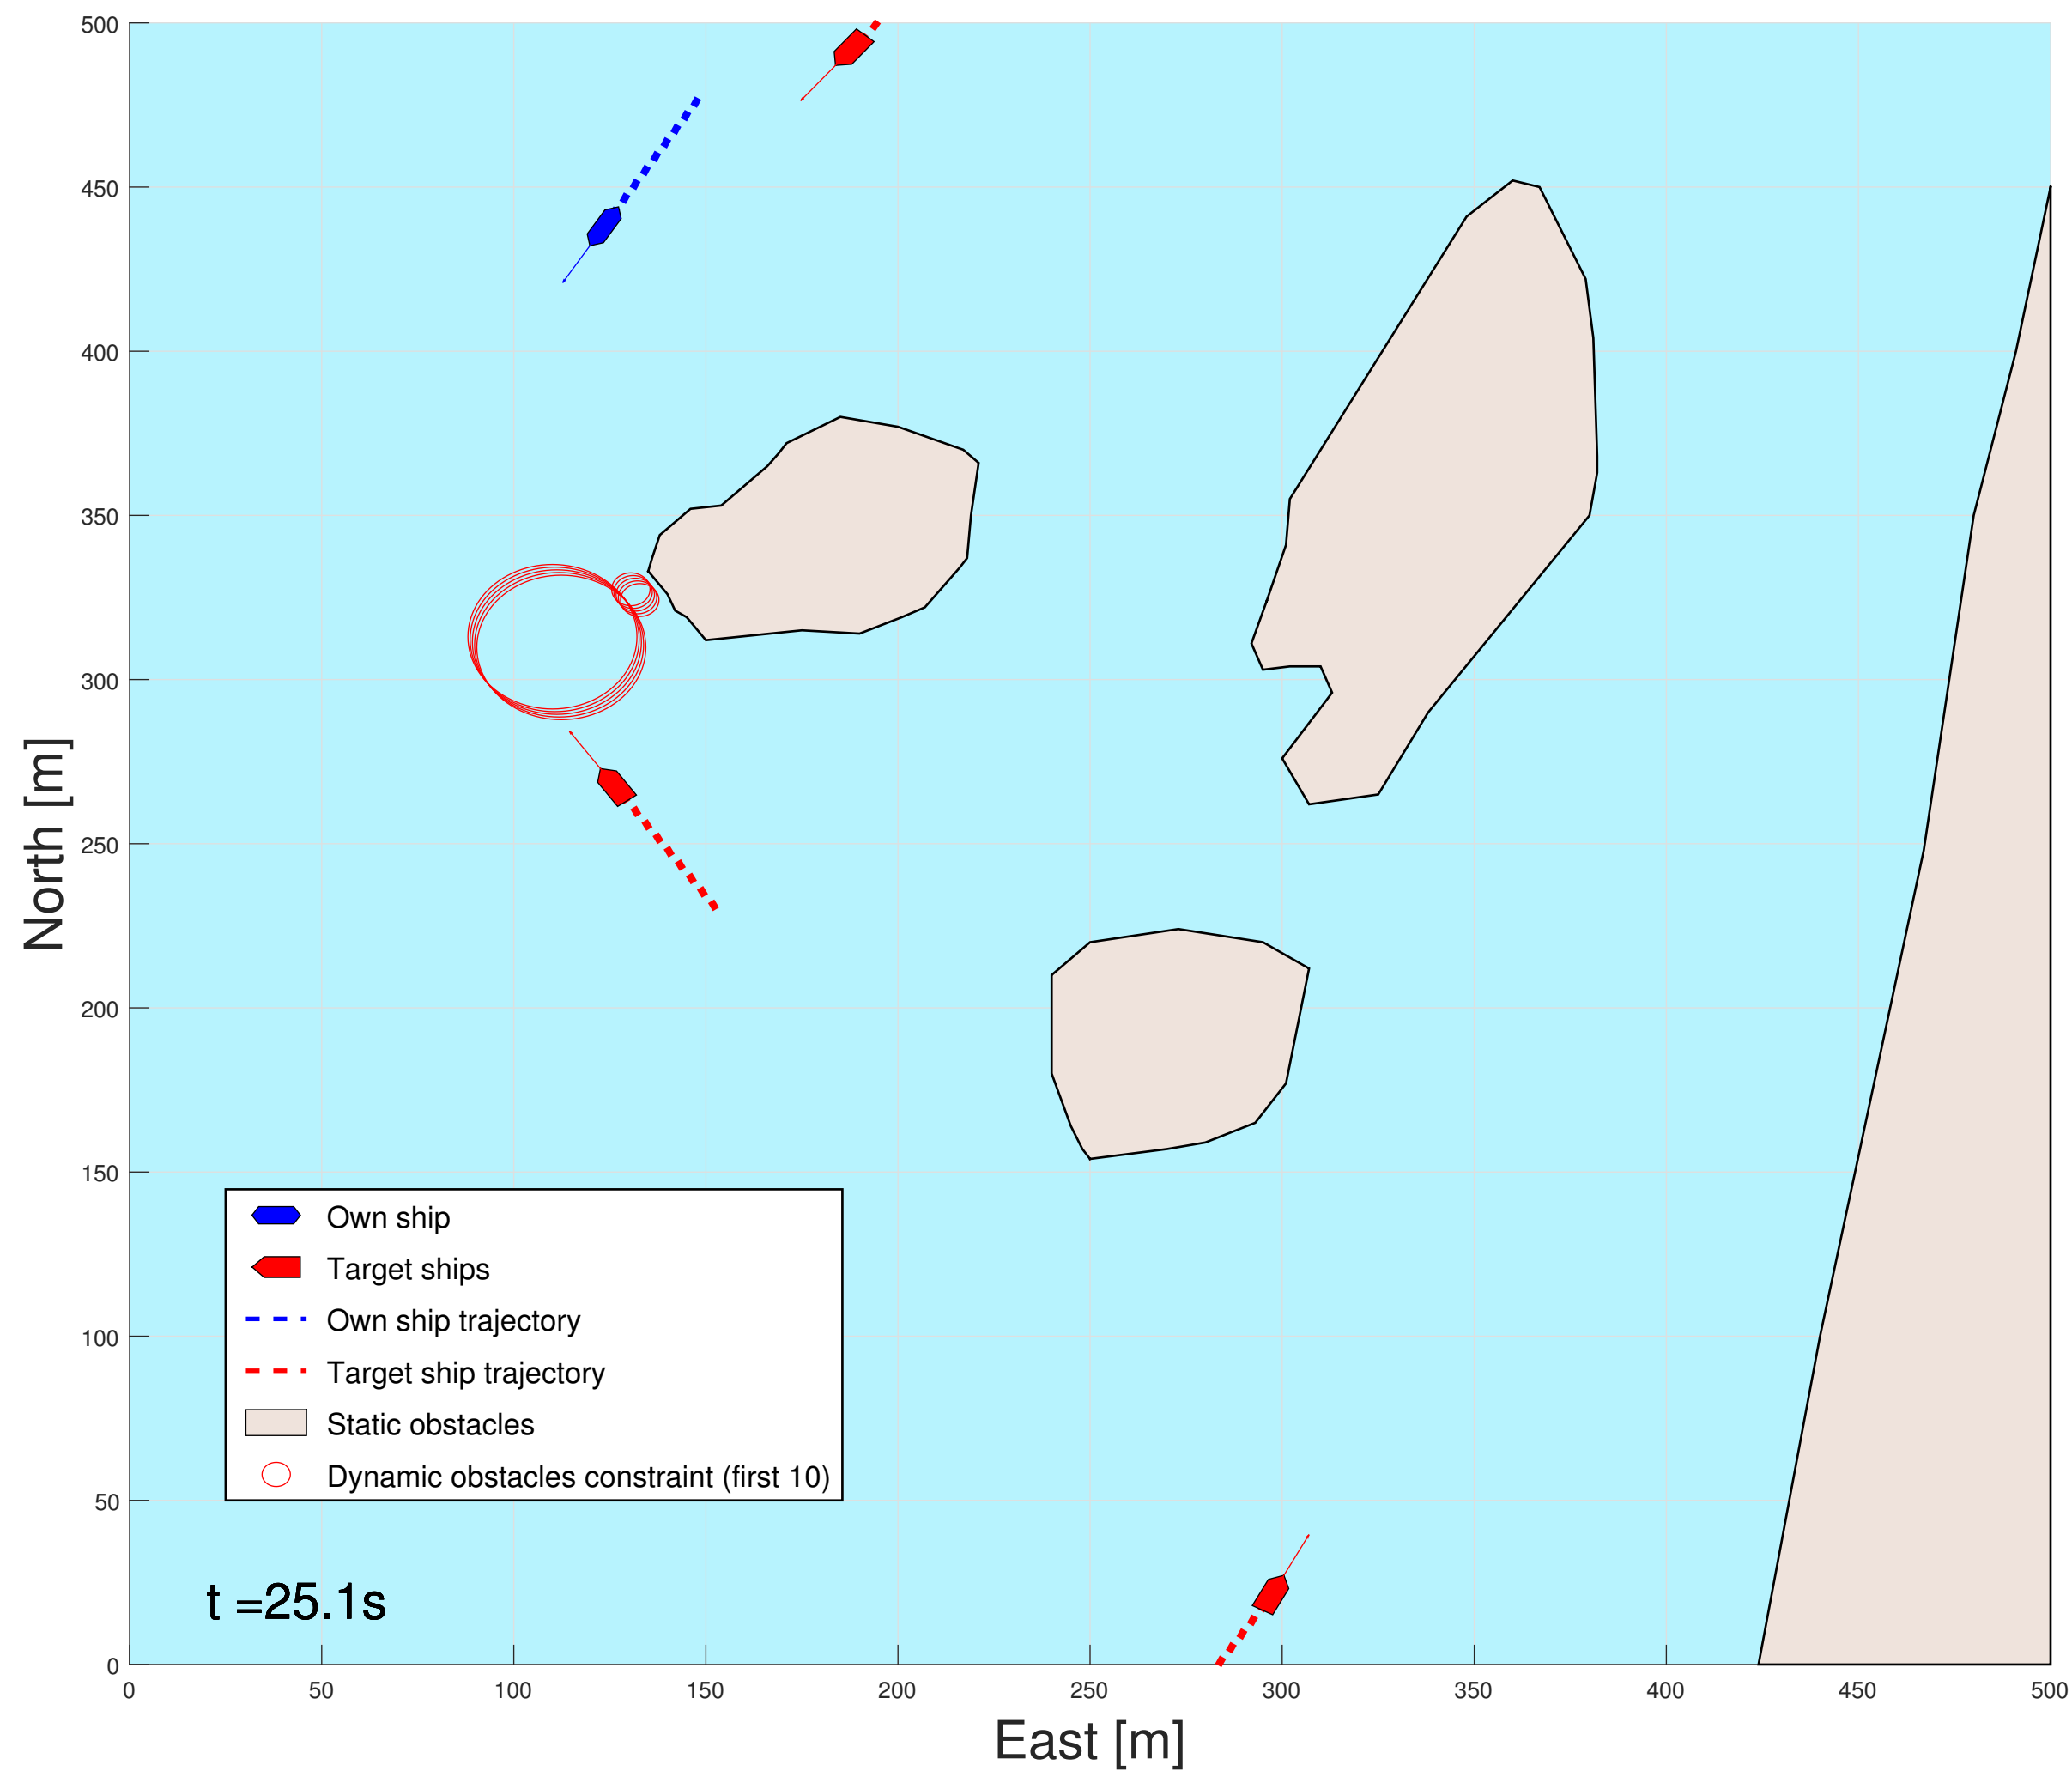 500
450
400
350
300
250
200
150
100
50
0
North [m]
Own ship
Target ships
Own ship trajectory
Target ship trajectory
Static obstacles
Dynamic obstacles constraint (first 10)
t =25.1s
0 50 100 150 200 250 300 350 400 450 500
East [m]